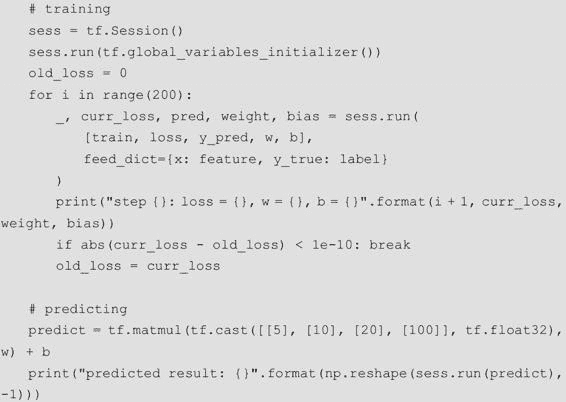 # training
sess = tf.Session()
sess.run(tf.global_variables_initializer())
old_loss = 0
for i in range(200):
_, curr_loss, pred, weight, bias = sess.run(
[train, loss, y_pred, w, b],
feed_dict={x: feature, y_true: label}
)
print("step {}: loss = {}, w = {}, b = {}".format(i + 1, curr_loss,
weight, bias))
if abs(curr_loss - old_loss) < 1e-10: break
old_loss = curr_loss
# predicting
predict = tf.matmul(tf.cast([[5], [10], [20], [100]], tf.float32),
w) + b
print("predicted result: {}".format(np.reshape(sess.run(predict),
-1)))